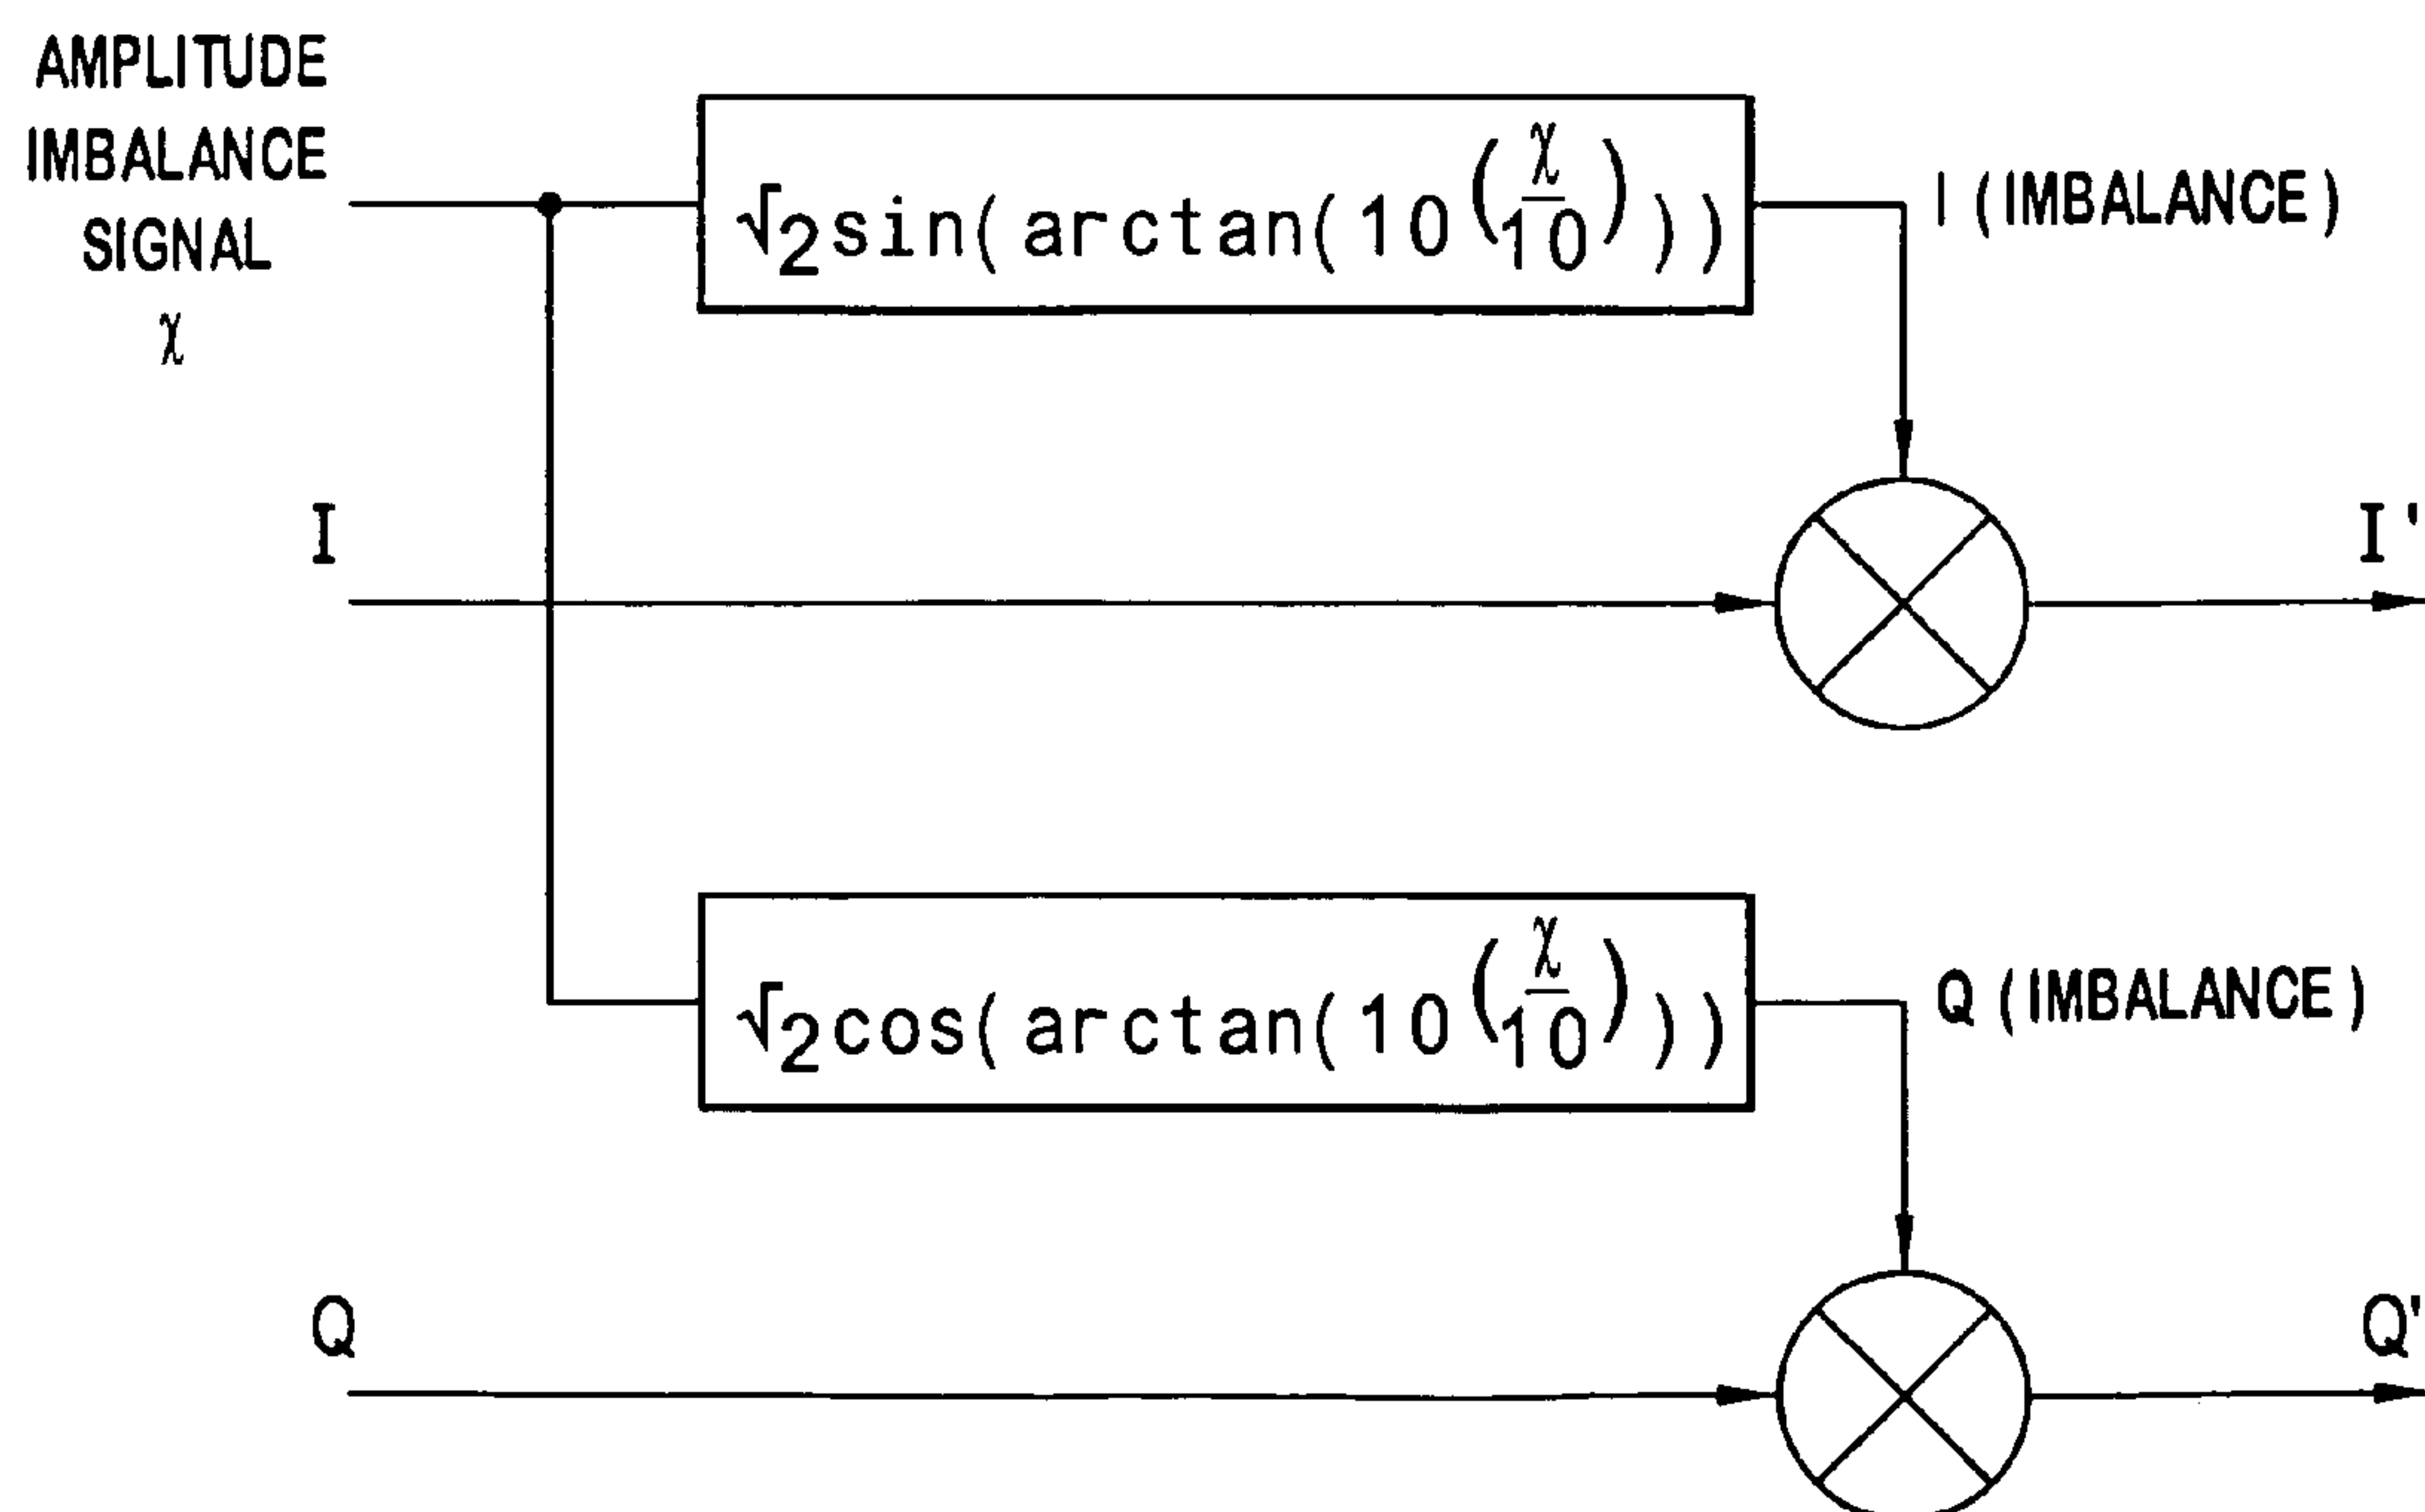 AMPLITUDE
IMBALANCE
SIGNAL
χ
√2sin(arctan(10^(χ/10)))
I (IMBALANCE)
I
I'
√2cos(arctan(10^(χ/10)))
Q (IMBALANCE)
Q
Q'